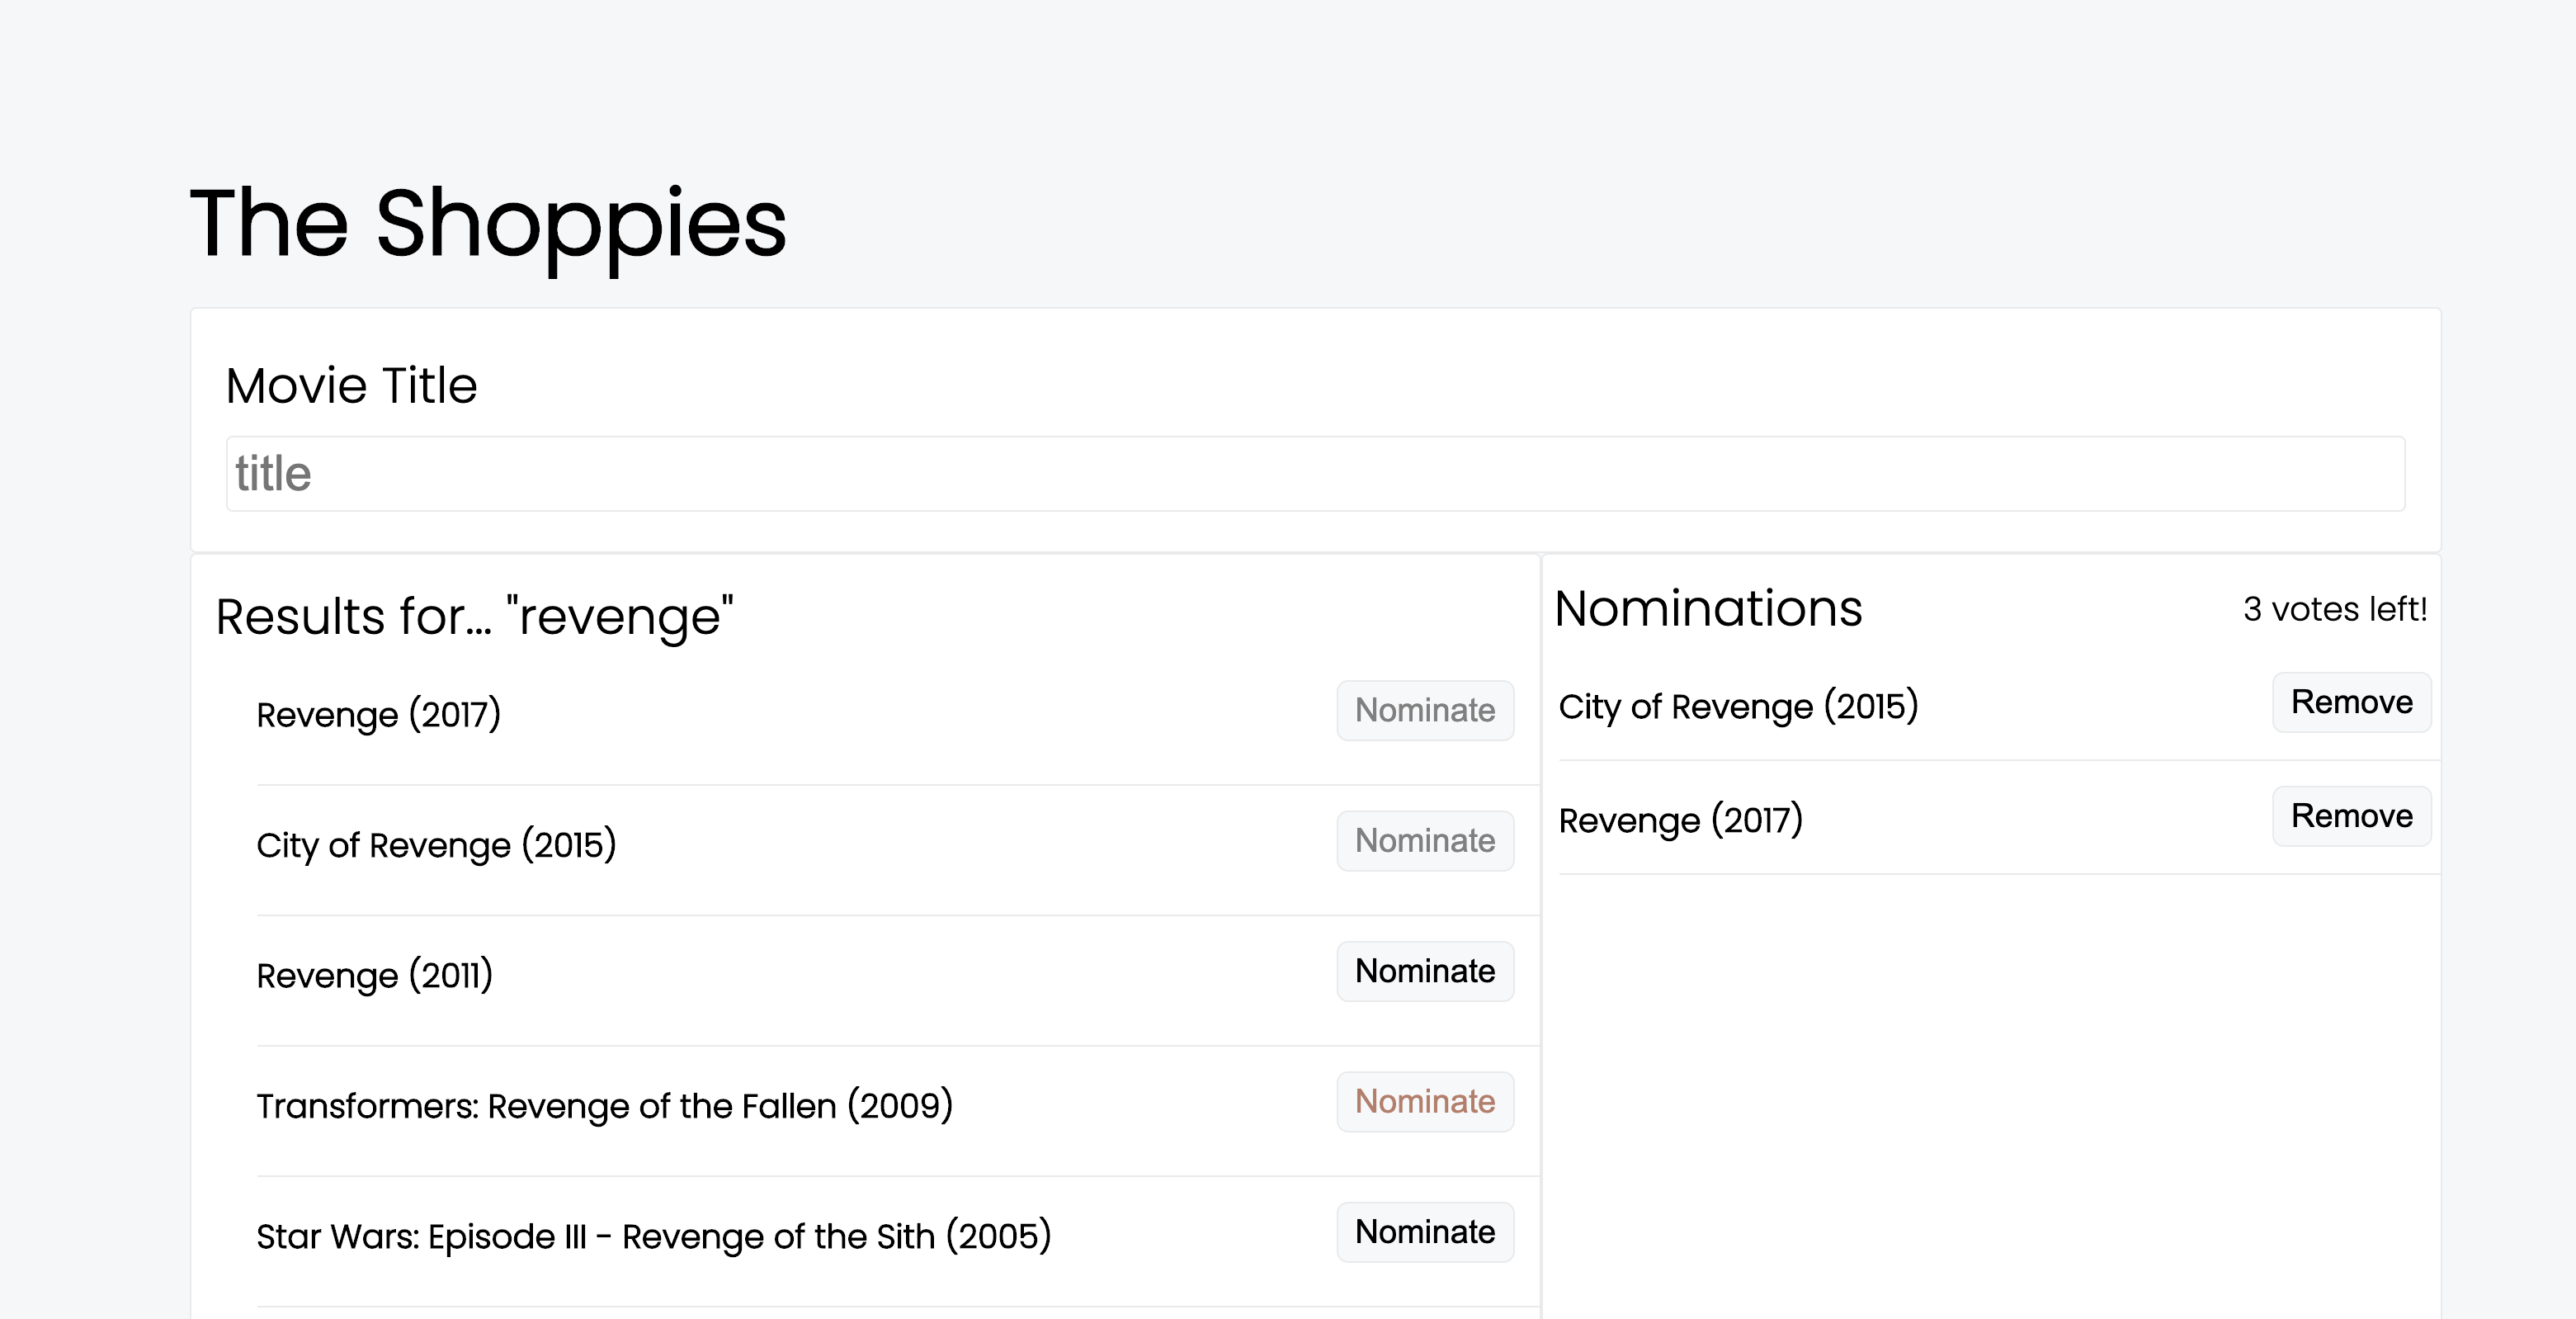 The Shoppies
Movie Title
title
Results for... "revenge"
Revenge (2017) Nominate
City of Revenge (2015) Nominate
Revenge (2011) Nominate
Transformers: Revenge of the Fallen (2009) Nominate
Star Wars: Episode III - Revenge of the Sith (2005) Nominate
Nominations 3 votes left!
City of Revenge (2015) Remove
Revenge (2017) Remove